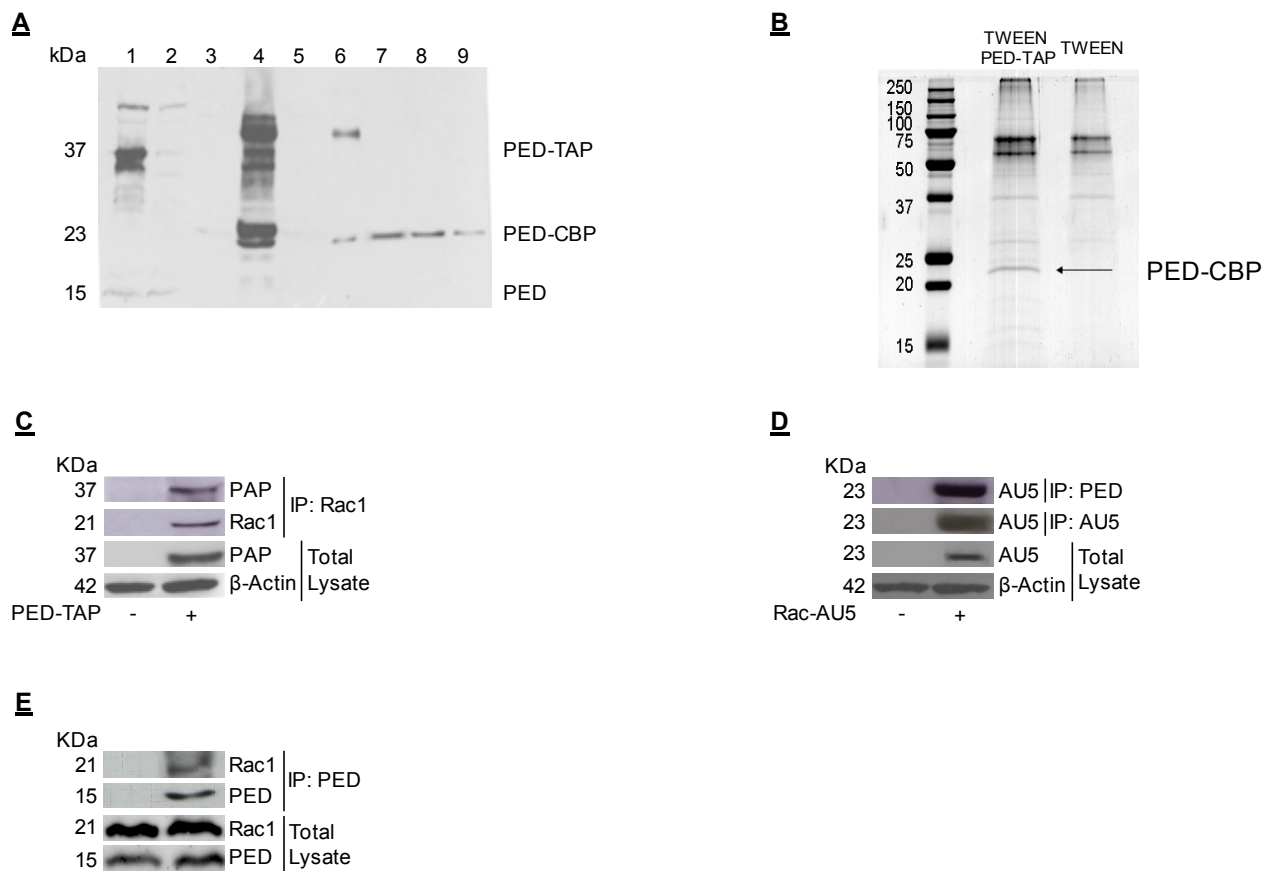 A
kDa 1 2 3 4 5 6 7 8 9
37 PED-TAP
23 PED-CBP
15 PED
B
TWEEN PED-TAP TWEEN
250
150
100
75
50
37
25
PED-CBP
20
15
C
KDa
37 PAP IP: Rac1
21 Rac1
37 PAP Total Lysate
42 β-Actin
PED-TAP - +
D
KDa
23 AU5 IP: PED
23 AU5 IP: AU5
23 AU5 Total Lysate
42 β-Actin
Rac-AU5 - +
E
KDa
21 Rac1 IP: PED
15 PED
21 Rac1 Total
15 PED Lysate